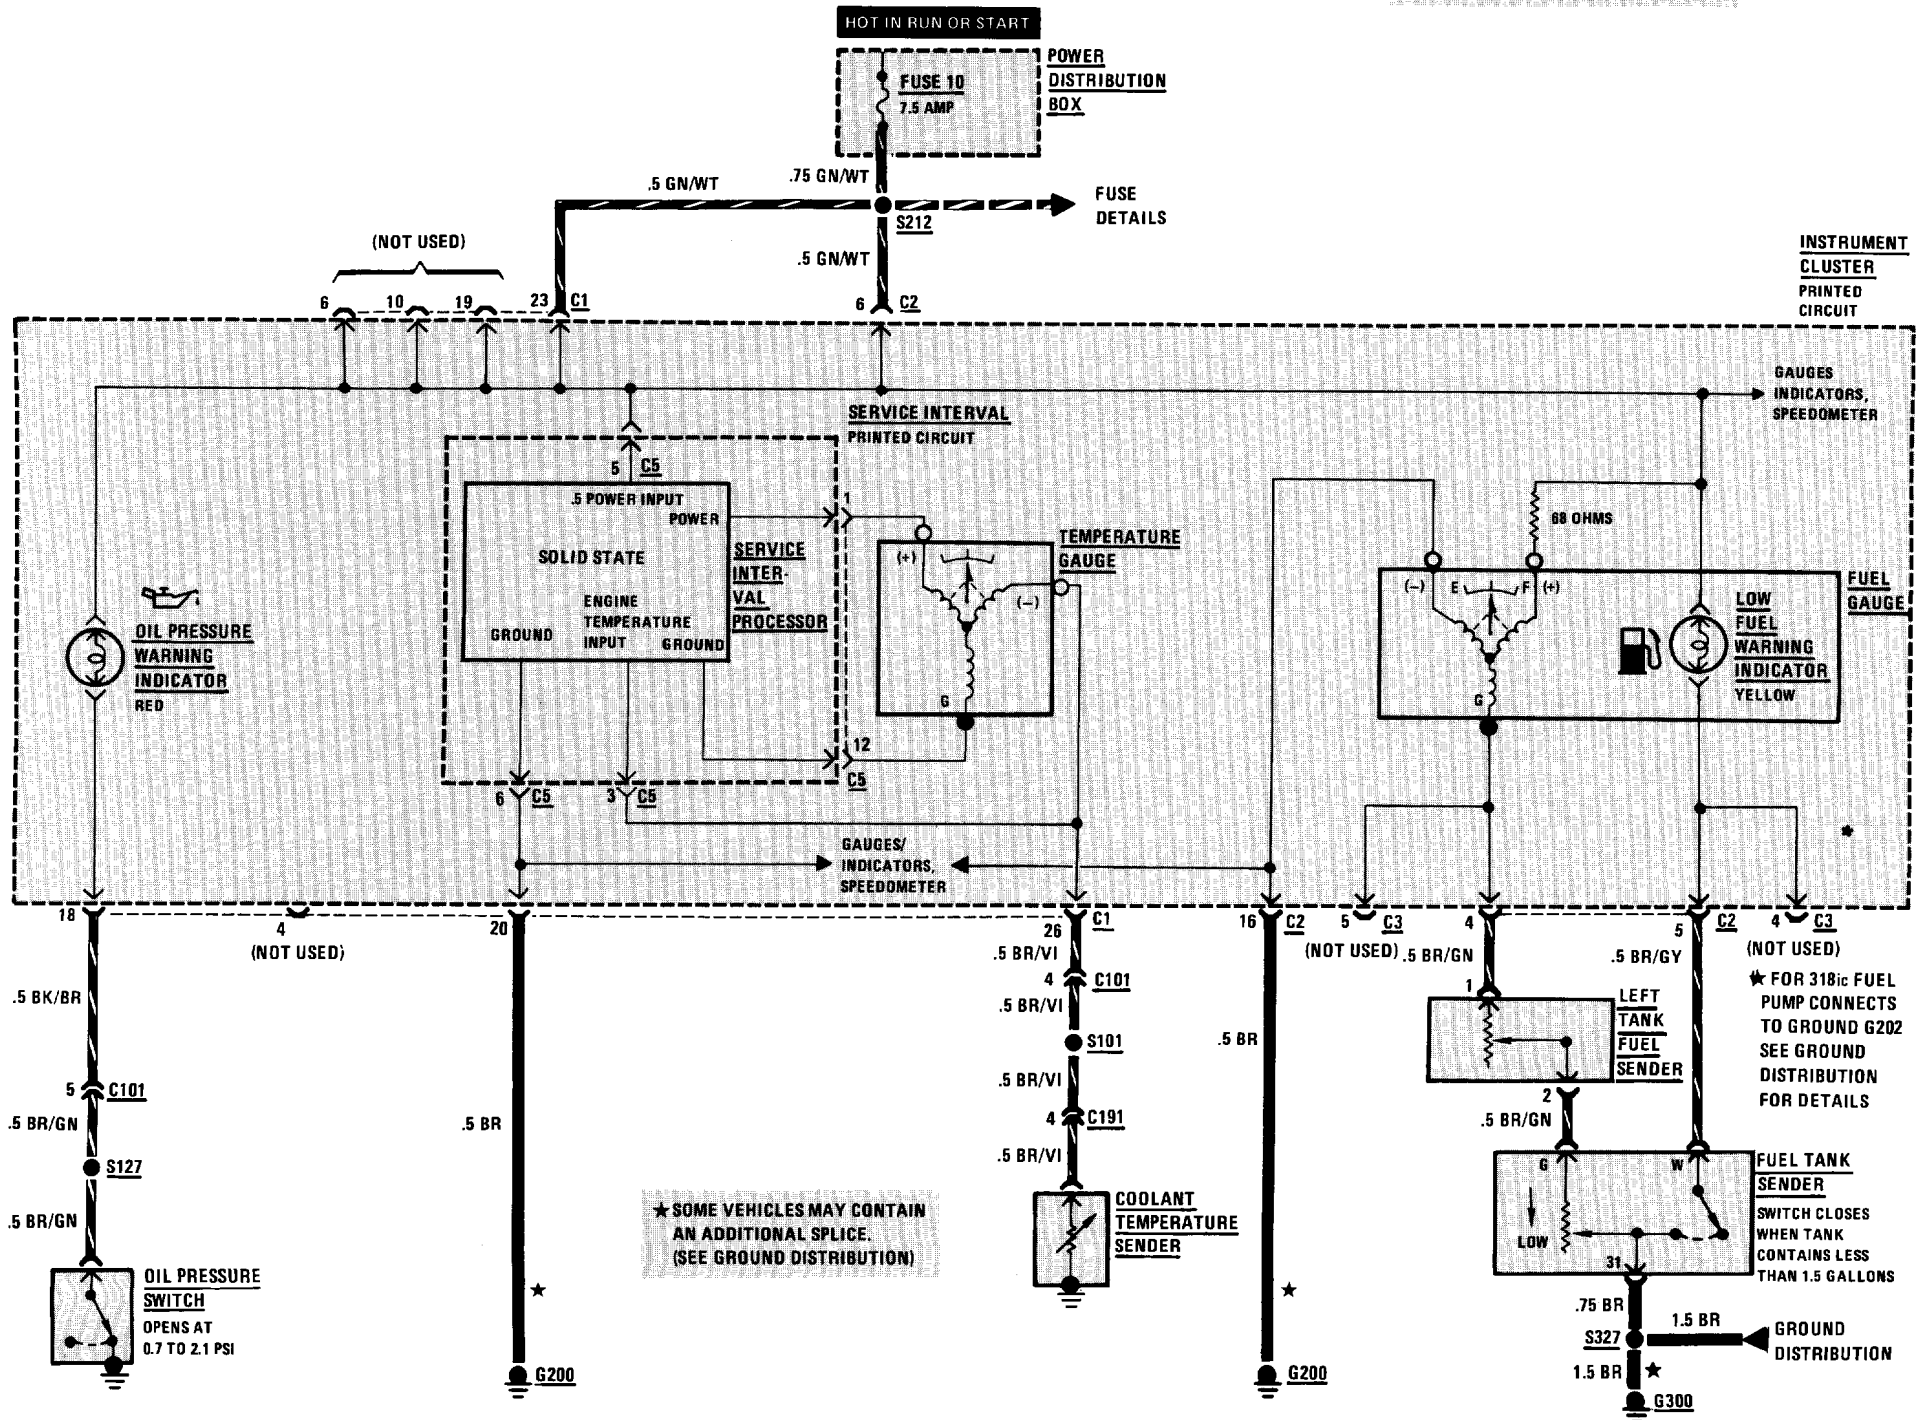 HOT IN RUN OR START
POWER
DISTRIBUTION
BOX
FUSE 10
7.5 AMP
.75 GN/WT
.5 GN/WT
FUSE
DETAILS
S212
.5 GN/WT
(NOT USED)
6
10
19
23
C1
6
C2
INSTRUMENT
CLUSTER
PRINTED
CIRCUIT
GAUGES
INDICATORS,
SPEEDOMETER
SERVICE INTERVAL
PRINTED CIRCUIT
5
C5
.5 POWER INPUT
POWER
SOLID STATE
ENGINE
TEMPERATURE
INPUT
GROUND
GROUND
SERVICE
INTER-
VAL
PROCESSOR
1
(+)
(−)
G
TEMPERATURE
GAUGE
12
C5
6
C5
3
C5
OIL PRESSURE
WARNING
INDICATOR
RED
68 OHMS
(−)
E
F
(+)
G
FUEL
GAUGE
LOW
FUEL
WARNING
INDICATOR
YELLOW
GAUGES/
INDICATORS,
SPEEDOMETER
★
18
4
(NOT USED)
20
26
C1
16
C2
5
C3
(NOT USED)
4
5
C2
4
C3
(NOT USED)
.5 BK/BR
5
C101
.5 BR/GN
S127
.5 BR/GN
OIL PRESSURE
SWITCH
OPENS AT
0.7 TO 2.1 PSI
.5 BR
★
G200
★ SOME VEHICLES MAY CONTAIN
AN ADDITIONAL SPLICE.
(SEE GROUND DISTRIBUTION)
.5 BR/VI
4
C101
.5 BR/VI
S101
.5 BR/VI
4
C191
.5 BR/VI
COOLANT
TEMPERATURE
SENDER
.5 BR
★
G200
.5 BR/GN
1
LEFT
TANK
FUEL
SENDER
2
.5 BR/GN
.5 BR/GY
★ FOR 318ic FUEL
PUMP CONNECTS
TO GROUND G202
SEE GROUND
DISTRIBUTION
FOR DETAILS
G
W
LOW
31
FUEL TANK
SENDER
SWITCH CLOSES
WHEN TANK
CONTAINS LESS
THAN 1.5 GALLONS
.75 BR
S327
1.5 BR
GROUND
DISTRIBUTION
1.5 BR
★
G300